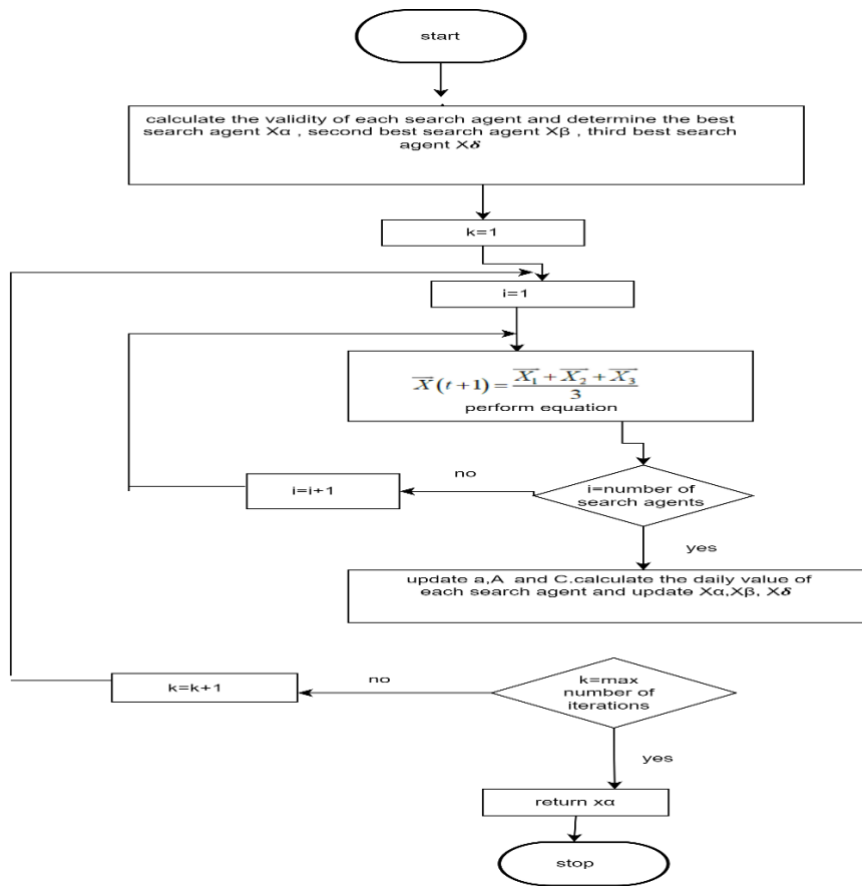 start
calculate the validity of each search agent and determine the best
search agent Xα , second best search agent Xβ , third best search
agent Xδ
k=1
i=1
X(t+1) = X1 + X2 + X3 / 3
perform equation
no
i=i+1
i=number of
search agents
yes
update a,A and C.calculate the daily value of
each search agent and update Xα,Xβ, Xδ
k=k+1
no
k=max
number of
iterations
yes
return xα
stop